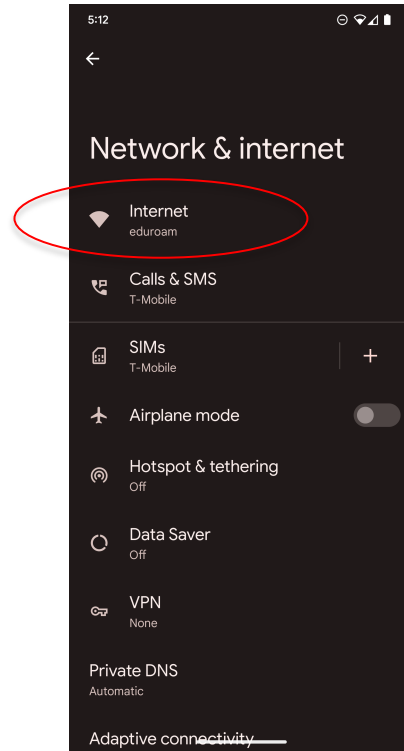 5:12
Network & internet
Internet
eduroam
Calls & SMS
T-Mobile
SIMs
T-Mobile
Airplane mode
Hotspot & tethering
Off
Data Saver
Off
VPN
None
Private DNS
Automatic
Adaptive connectivity